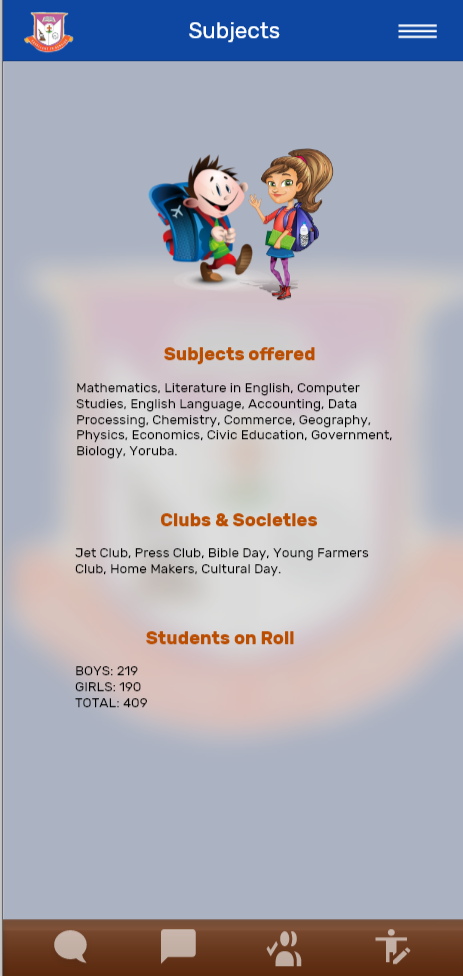 Subjects
Subjects offered
Mathematics, Literature in English, Computer
Studies, English Language, Accounting, Data
Processing, Chemistry, Commerce, Geography,
Physics, Economics, Civic Education, Government,
Biology, Yoruba.
Clubs & Societies
Jet Club, Press Club, Bible Day, Young Farmers
Club, Home Makers, Cultural Day.
Students on Roll
BOYS: 219
GIRLS: 190
TOTAL: 409